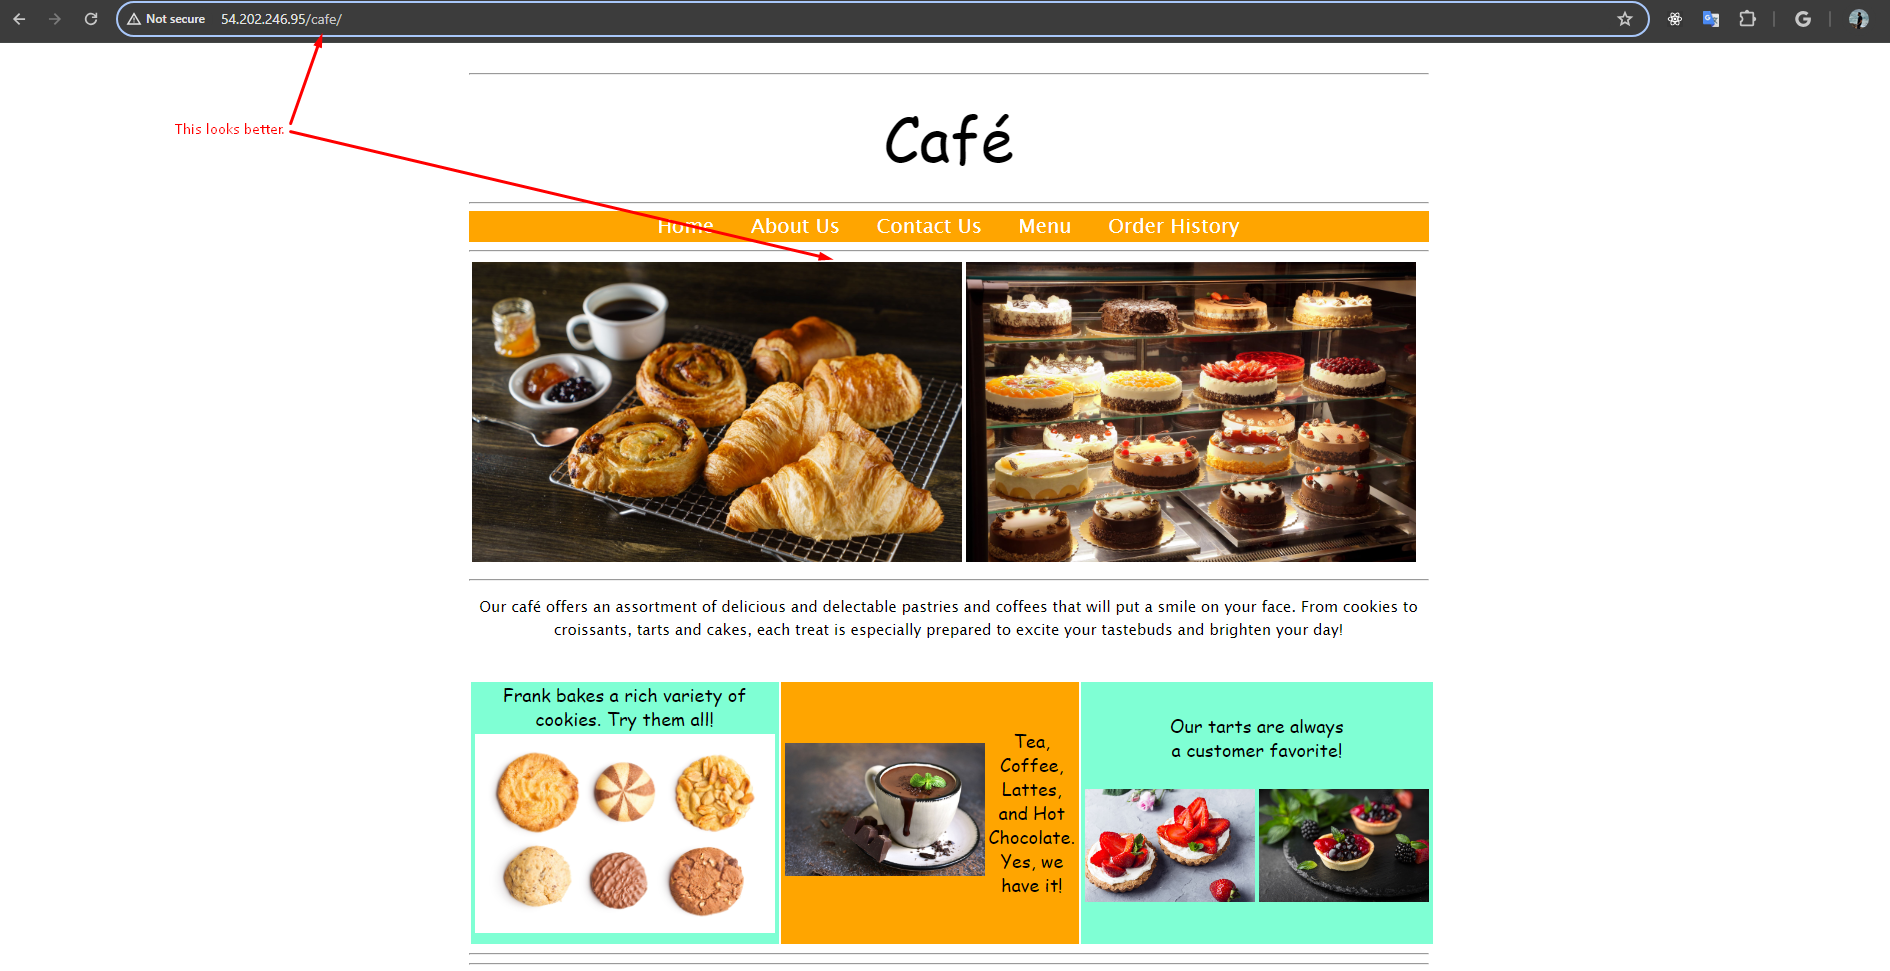 Not secure 54.202.246.95/cafe/
This looks better.
Café
Home About Us Contact Us Menu Order History
Our café offers an assortment of delicious and delectable pastries and coffees that will put a smile on your face. From cookies to
croissants, tarts and cakes, each treat is especially prepared to excite your tastebuds and brighten your day!
Frank bakes a rich variety of
cookies. Try them all!
Tea,
Coffee,
Lattes,
and Hot
Chocolate.
Yes, we
have it!
Our tarts are always
a customer favorite!